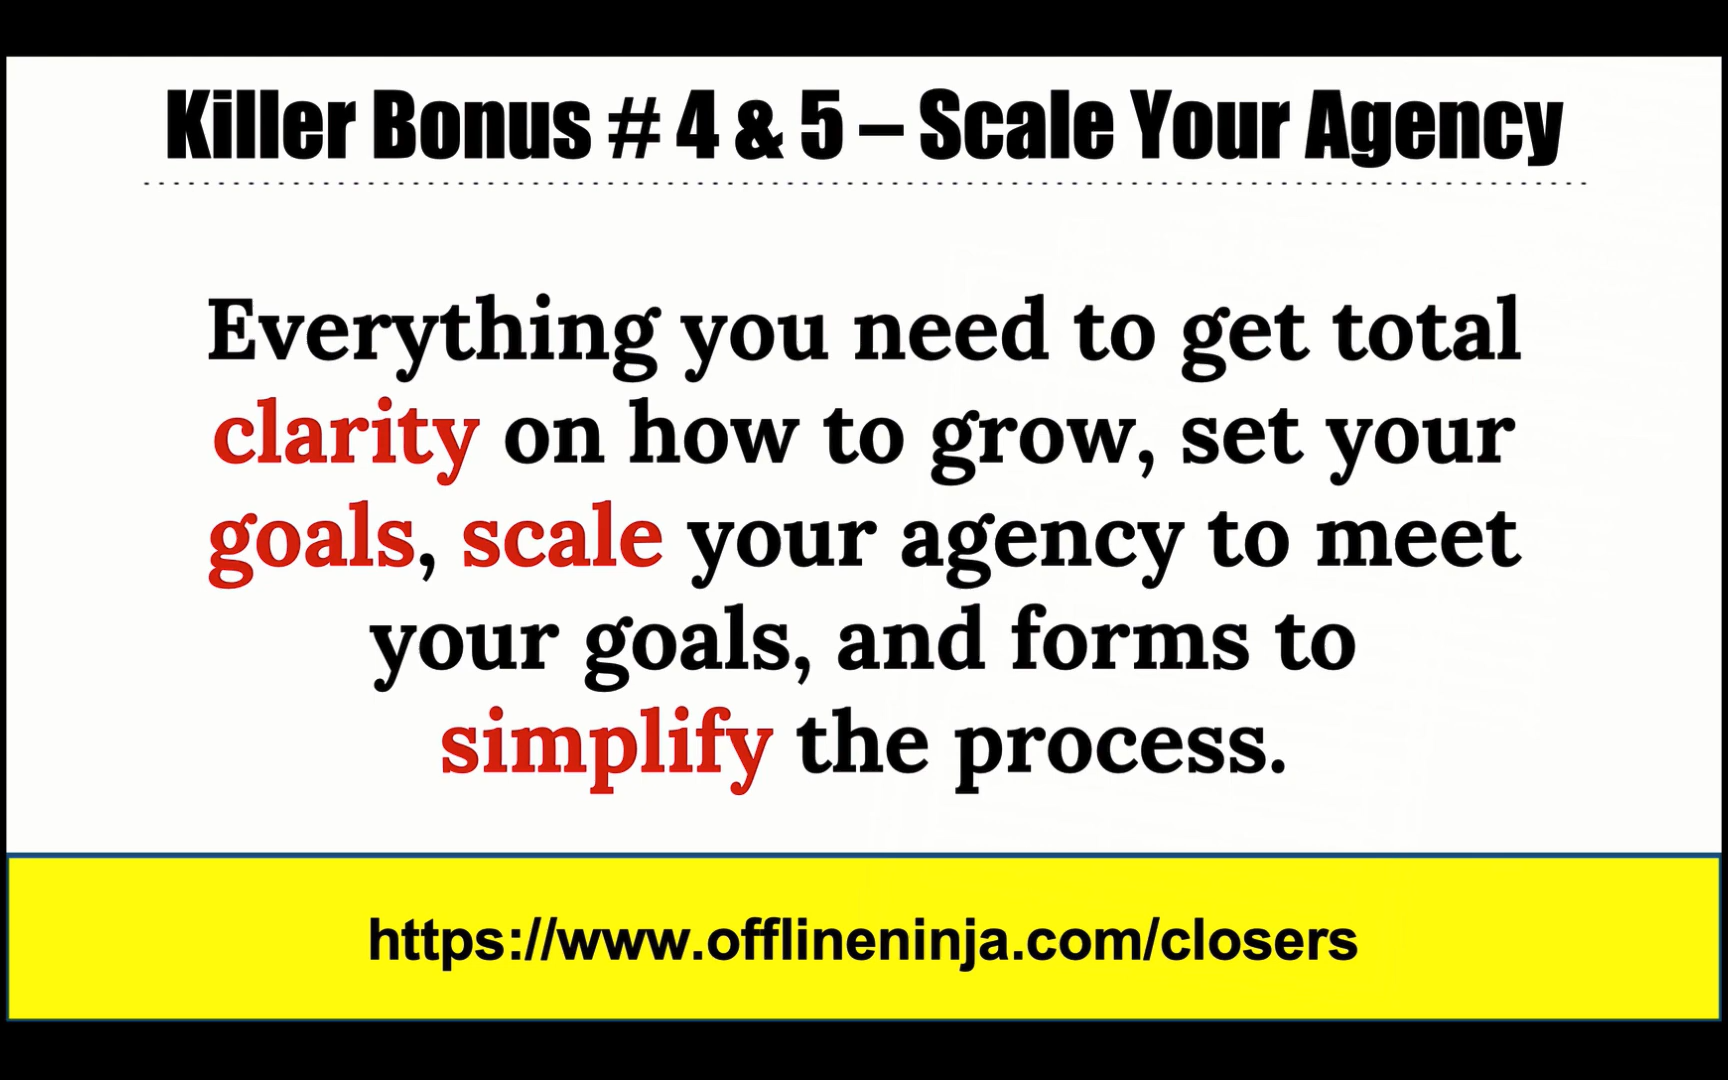 Killer Bonus # 4 & 5 – Scale Your Agency
Everything you need to get total
clarity on how to grow, set your
goals, scale your agency to meet
your goals, and forms to
simplify the process.
https://www.offlineninja.com/closers